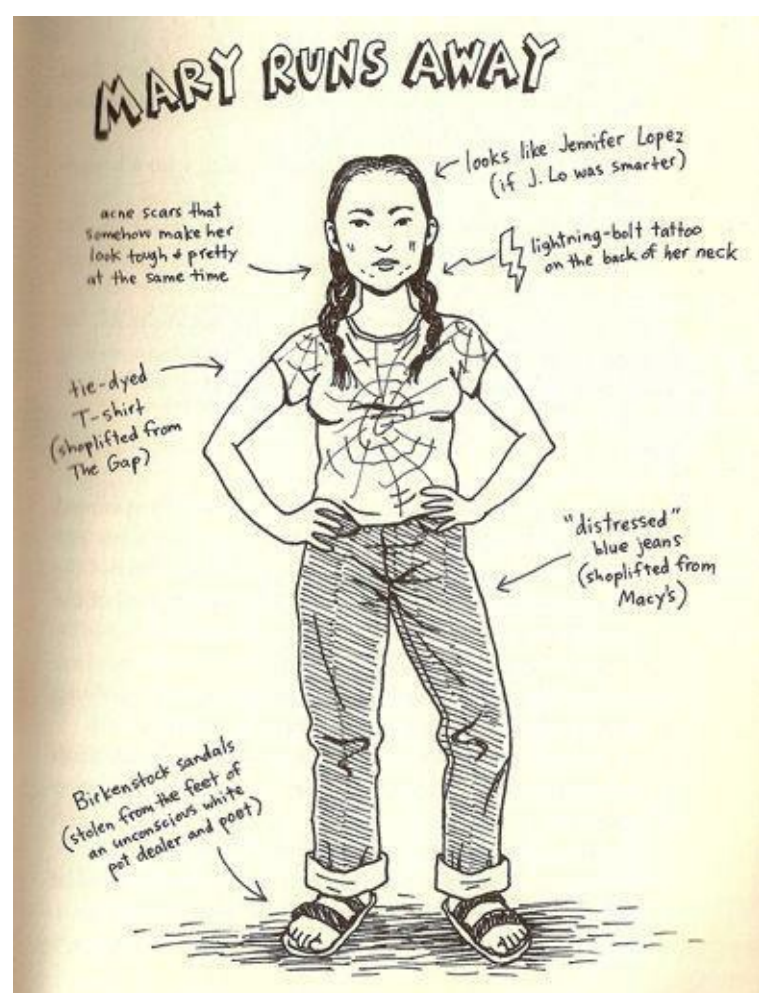 MARY RUNS AWAY
looks like Jennifer Lopez
(if J. Lo was smarter)
acne scars that
somehow make her
look tough & pretty
at the same time
lightning-bolt tattoo
on the back of her neck
tie-dyed
T-shirt
(shoplifted from
The Gap)
"distressed"
blue jeans
(shoplifted from
Macy's)
Birkenstock sandals
(stolen from the feet of
an unconscious white
pot dealer and poet)